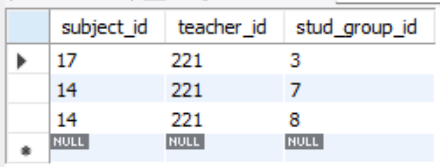 subject_id teacher_id stud_group_id
17 221 3
14 221 7
14 221 8
NULL NULL NULL